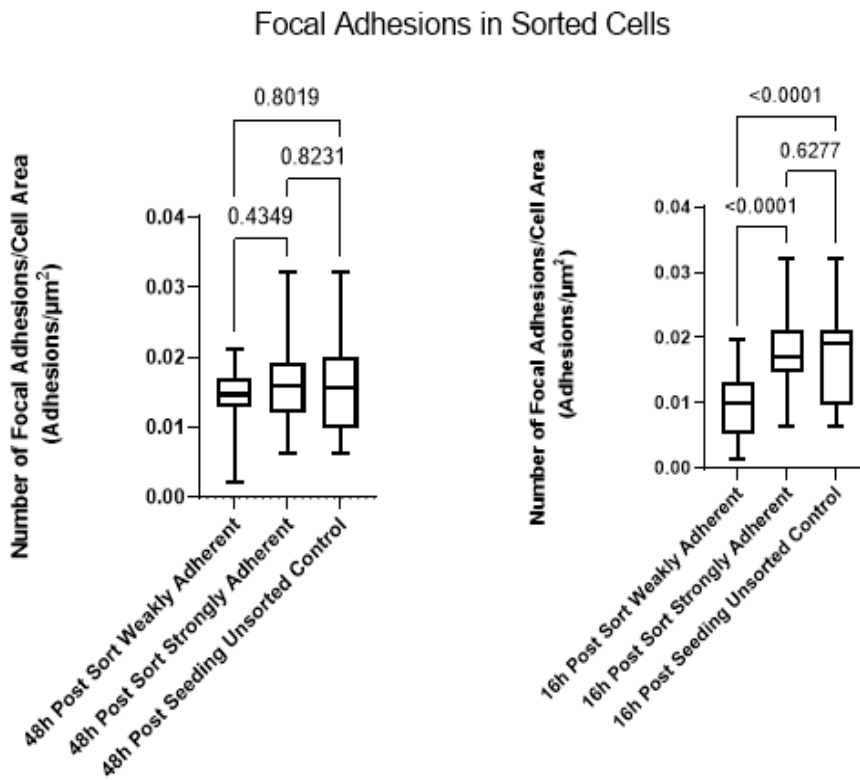 Focal Adhesions in Sorted Cells
0.8019
0.8231
0.4349
Number of Focal Adhesions/Cell Area
(Adhesions/µm²)
0.04
0.03
0.02
0.01
0.00
48h Post Sort Weakly Adherent
48h Post Sort Strongly Adherent
48h Post Seeding Unsorted Control
<0.0001
0.6277
<0.0001
Number of Focal Adhesions/Cell Area
(Adhesions/µm²)
0.04
0.03
0.02
0.01
0.00
16h Post Sort Weakly Adherent
16h Post Sort Strongly Adherent
16h Post Seeding Unsorted Control